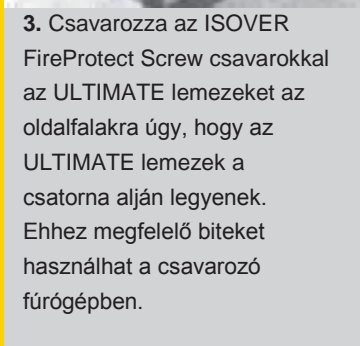 3. Csavarozza az ISOVER
FireProtect Screw csavarokkal
az ULTIMATE lemezeket az
oldalfalakra úgy, hogy az
ULTIMATE lemezek a
csatorna alján legyenek.
Ehhez megfelelő biteket
használhat a csavarozó
fúrógépben.